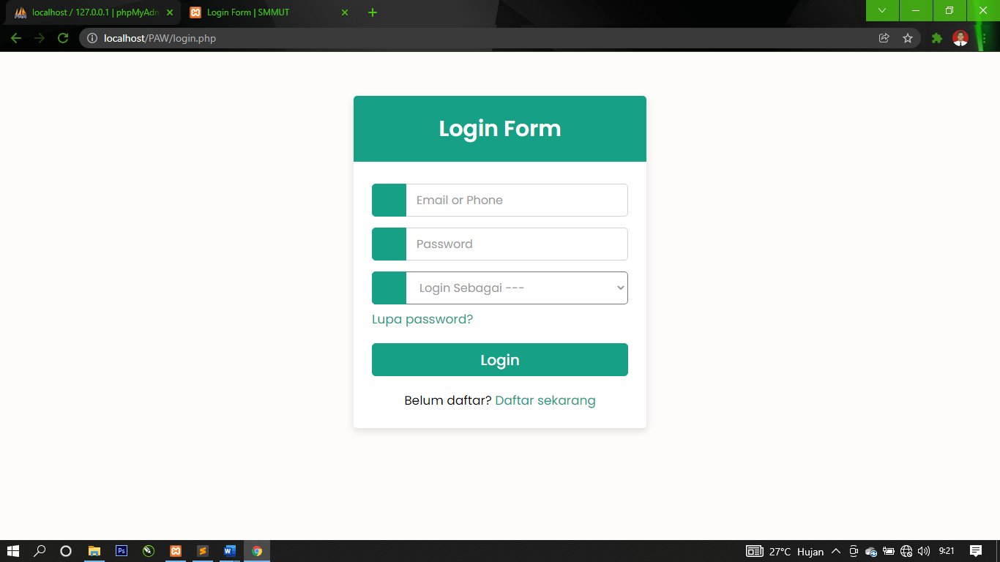 localhost / 127.0.0.1 | phpMyAdm
Login Form | SMMUT
localhost/PAW/login.php
Login Form
Email or Phone
Password
Login Sebagai ---
Lupa password?
Login
Belum daftar? Daftar sekarang
27°C Hujan
9:21